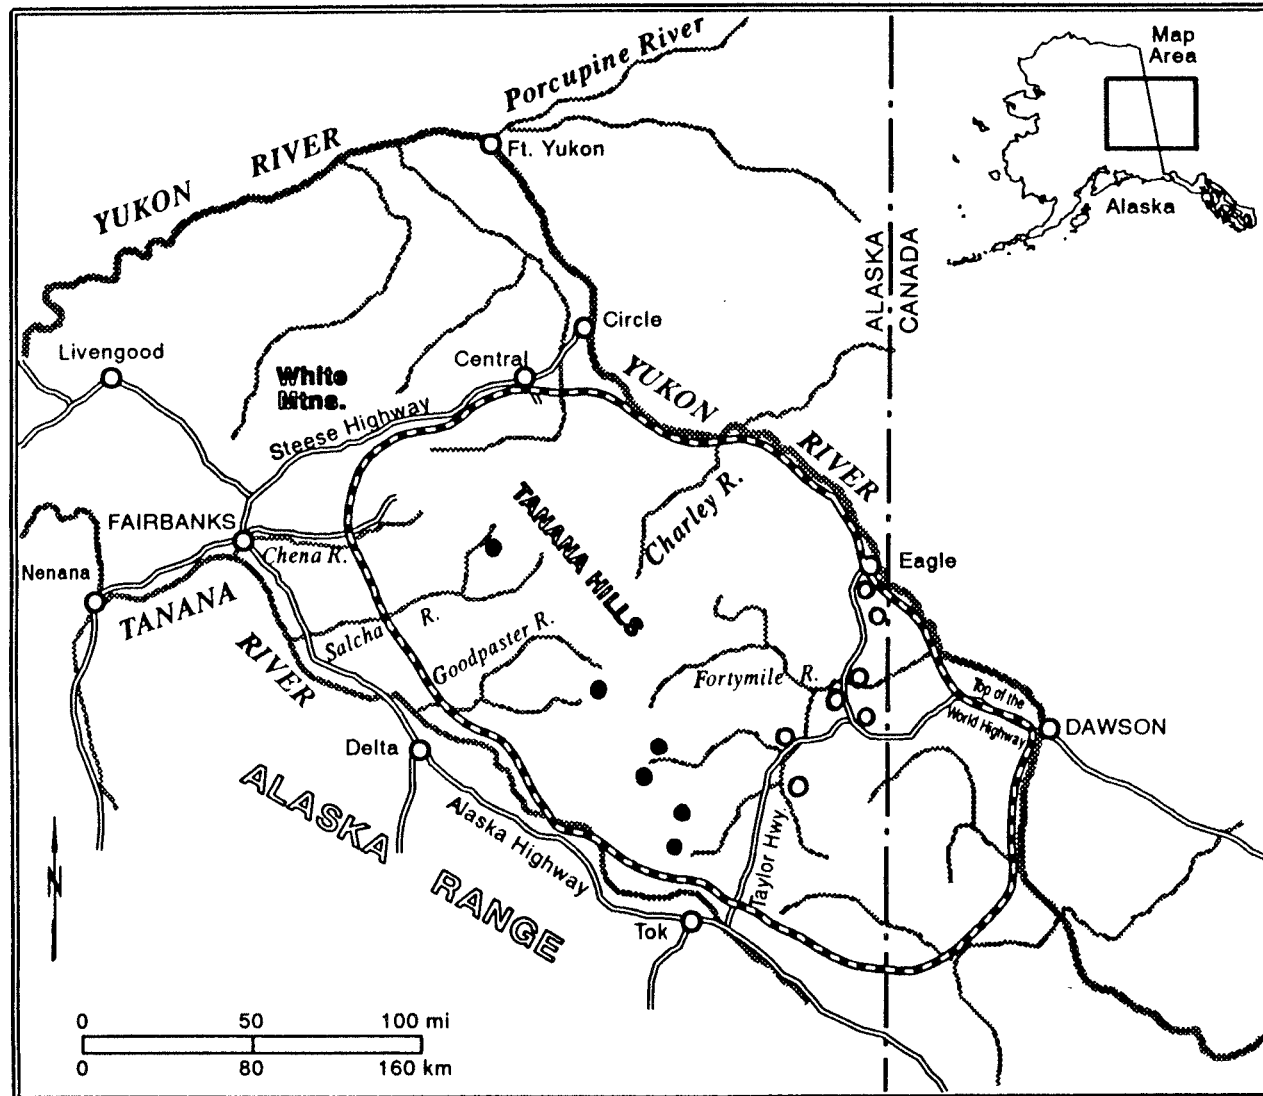 Porcupine River
Map
Area
YUKON RIVER
Ft. Yukon
Alaska
ALASKA
CANADA
Circle
Livengood
Central
White
Mtns.
YUKON RIVER
Steese Highway
TANANA HILLS
Charley R.
FAIRBANKS
Chena R.
Eagle
Nenana
TANANA RIVER
Salcha R.
Goodpaster R.
Fortymile R.
Top of the
World Highway
DAWSON
Delta
ALASKA RANGE
Alaska Highway
Taylor Hwy.
Tok
N
0 50 100 mi
0 80 160 km